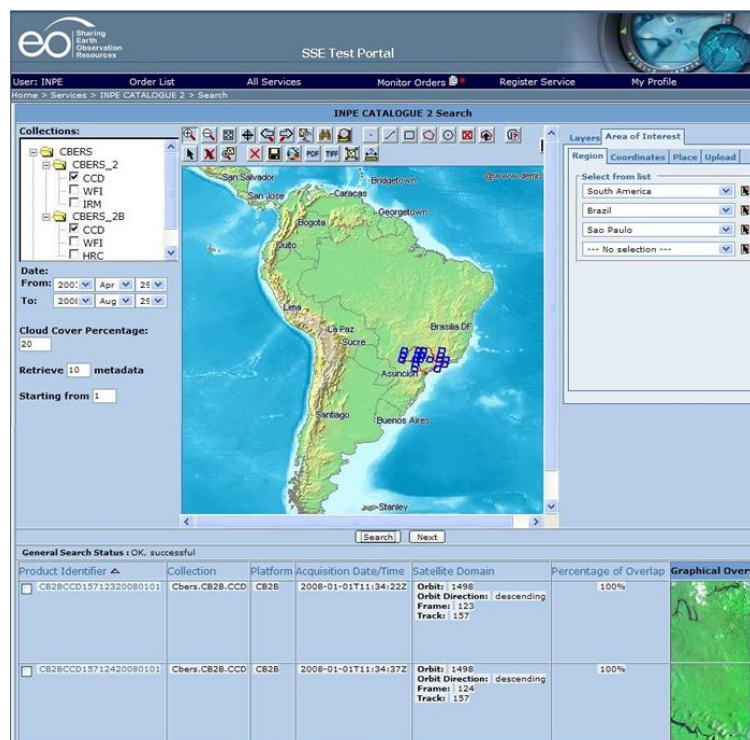 eo Sharing Earth Observation Resources
SSE Test Portal
User: INPE Order List All Services Monitor Orders Register Service My Profile
Home > Services > INPE CATALOGUE 2 > Search
INPE CATALOGUE 2 Search
Collections:
CBERS
CBERS_2
CCD
WFI
IRM
CBERS_2B
CCD
WFI
HRC
Date:
From: Apr 29
To: Aug 29
Cloud Cover Percentage:
20
Retrieve 10 metadata
Starting from 1
PDF TIFF
San Salvador
Bridgetown
San Jose
Caracas
Georgetown
Bogota
Quito
Lima
La Paz
Brasilia DF
Sucre
Asuncion
Santiago
Buenos Aires
Stanley
Layers Area of Interest
Region Coordinates Place Upload
Select from list
South America
Brazil
Sao Paulo
--- No selection ---
Search Next
General Search Status : OK, successful
Product Identifier Collection Platform Acquisition Date/Time Satellite Domain Percentage of Overlap Graphical Over
CB2BCCD15712320080101 Cbers.CB2B.CCD CB2B 2008-01-01T11:34:22Z Orbit: 1498 100%
Orbit Direction: descending
Frame: 123
Track: 157
CB2BCCD15712420080101 Cbers.CB2B.CCD CB2B 2008-01-01T11:34:37Z Orbit: 1498 100%
Orbit Direction: descending
Frame: 124
Track: 157